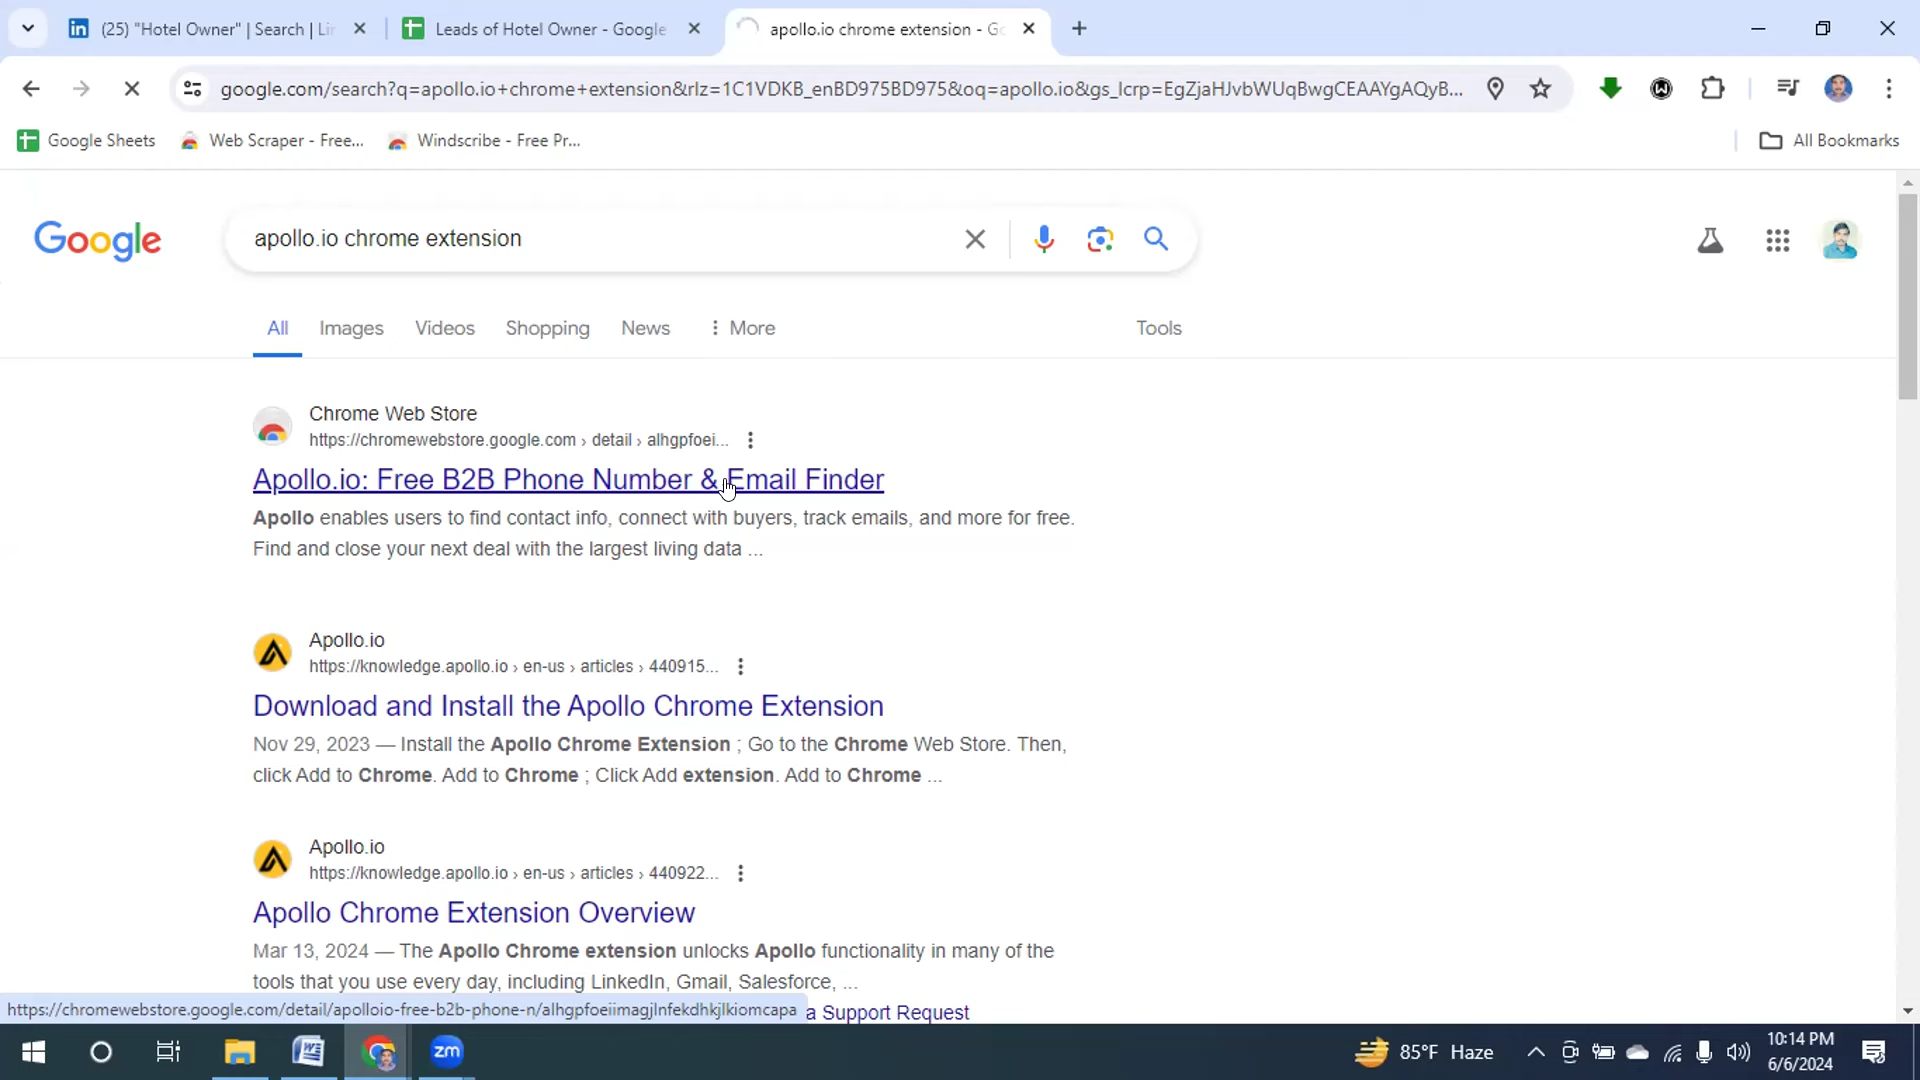 (25) "Hotel Owner" | Search | Lin
Leads of Hotel Owner - Google
apollo.io chrome extension - Go
google.com/search?q=apollo.io+chrome+extension&rlz=1C1VDKB_enBD975BD975&oq=apollo.io&gs_lcrp=EgZjaHJvbWUqBwgCEAAYgAQyB...
Google Sheets
Web Scraper - Free...
Windscribe - Free Pr...
All Bookmarks
Google
apollo.io chrome extension
All
Images
Videos
Shopping
News
More
Tools
Chrome Web Store
https://chromewebstore.google.com › detail › alhgpfoei...
Apollo.io: Free B2B Phone Number & Email Finder
Apollo enables users to find contact info, connect with buyers, track emails, and more for free.
Find and close your next deal with the largest living data ...
Apollo.io
https://knowledge.apollo.io › en-us › articles › 440915...
Download and Install the Apollo Chrome Extension
Nov 29, 2023 — Install the Apollo Chrome Extension ; Go to the Chrome Web Store. Then,
click Add to Chrome. Add to Chrome ; Click Add extension. Add to Chrome ...
Apollo.io
https://knowledge.apollo.io › en-us › articles › 440922...
Apollo Chrome Extension Overview
Mar 13, 2024 — The Apollo Chrome extension unlocks Apollo functionality in many of the
tools that you use every day, including LinkedIn, Gmail, Salesforce, ...
https://chromewebstore.google.com/detail/apolloio-free-b2b-phone-n/alhgpfoeiimagjlnfekdhkjlkiomcapa
a Support Request
zm
85°F Haze
10:14 PM
6/6/2024